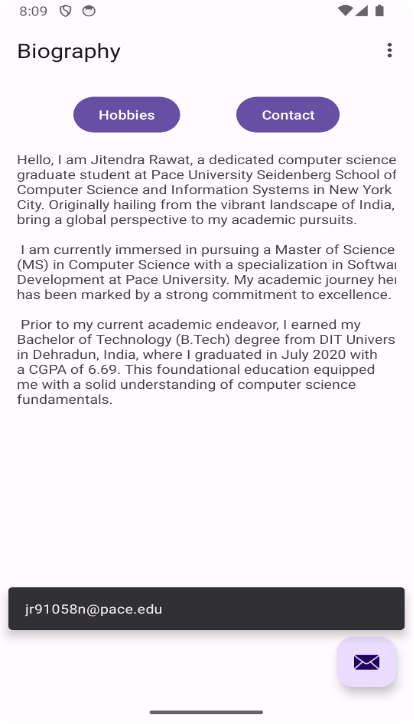 8:09
Biography
Hobbies
Contact
Hello, I am Jitendra Rawat, a dedicated computer science
graduate student at Pace University Seidenberg School of
Computer Science and Information Systems in New York
City. Originally hailing from the vibrant landscape of India,
bring a global perspective to my academic pursuits.
I am currently immersed in pursuing a Master of Science
(MS) in Computer Science with a specialization in Softwar
Development at Pace University. My academic journey her
has been marked by a strong commitment to excellence.
Prior to my current academic endeavor, I earned my
Bachelor of Technology (B.Tech) degree from DIT Univers
in Dehradun, India, where I graduated in July 2020 with
a CGPA of 6.69. This foundational education equipped
me with a solid understanding of computer science
fundamentals.
jr91058n@pace.edu